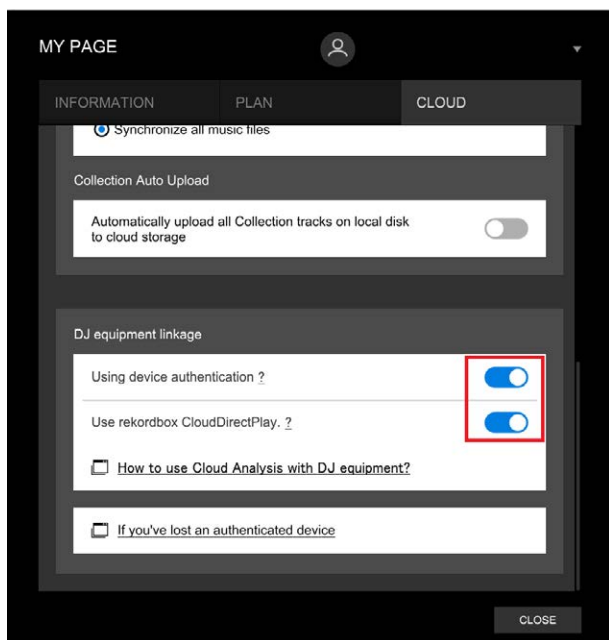 MY PAGE
INFORMATION PLAN CLOUD
Synchronize all music files
Collection Auto Upload
Automatically upload all Collection tracks on local disk
to cloud storage
DJ equipment linkage
Using device authentication ?
Use rekordbox CloudDirectPlay. ?
How to use Cloud Analysis with DJ equipment?
If you've lost an authenticated device
CLOSE